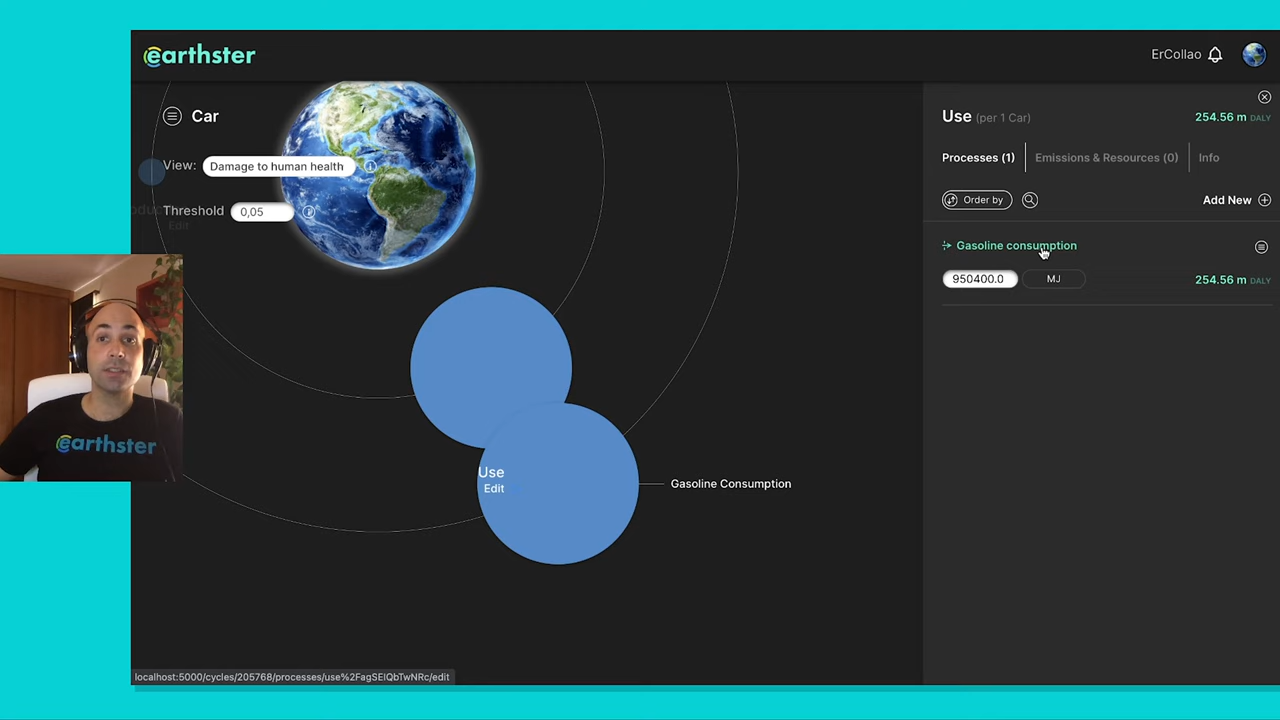 earthster
ErCollao
Car
View: Damage to human health
Threshold 0,05
Edit
Use
Edit
Gasoline Consumption
Use (per 1 Car)
254.56 m DALY
Processes (1)
Emissions & Resources (0)
Info
Order by
Add New
Gasoline consumption
950400.0
MJ
254.56 m DALY
earthster
localhost:5000/cycles/205768/processes/use%2FagSElQbTwNRc/edit